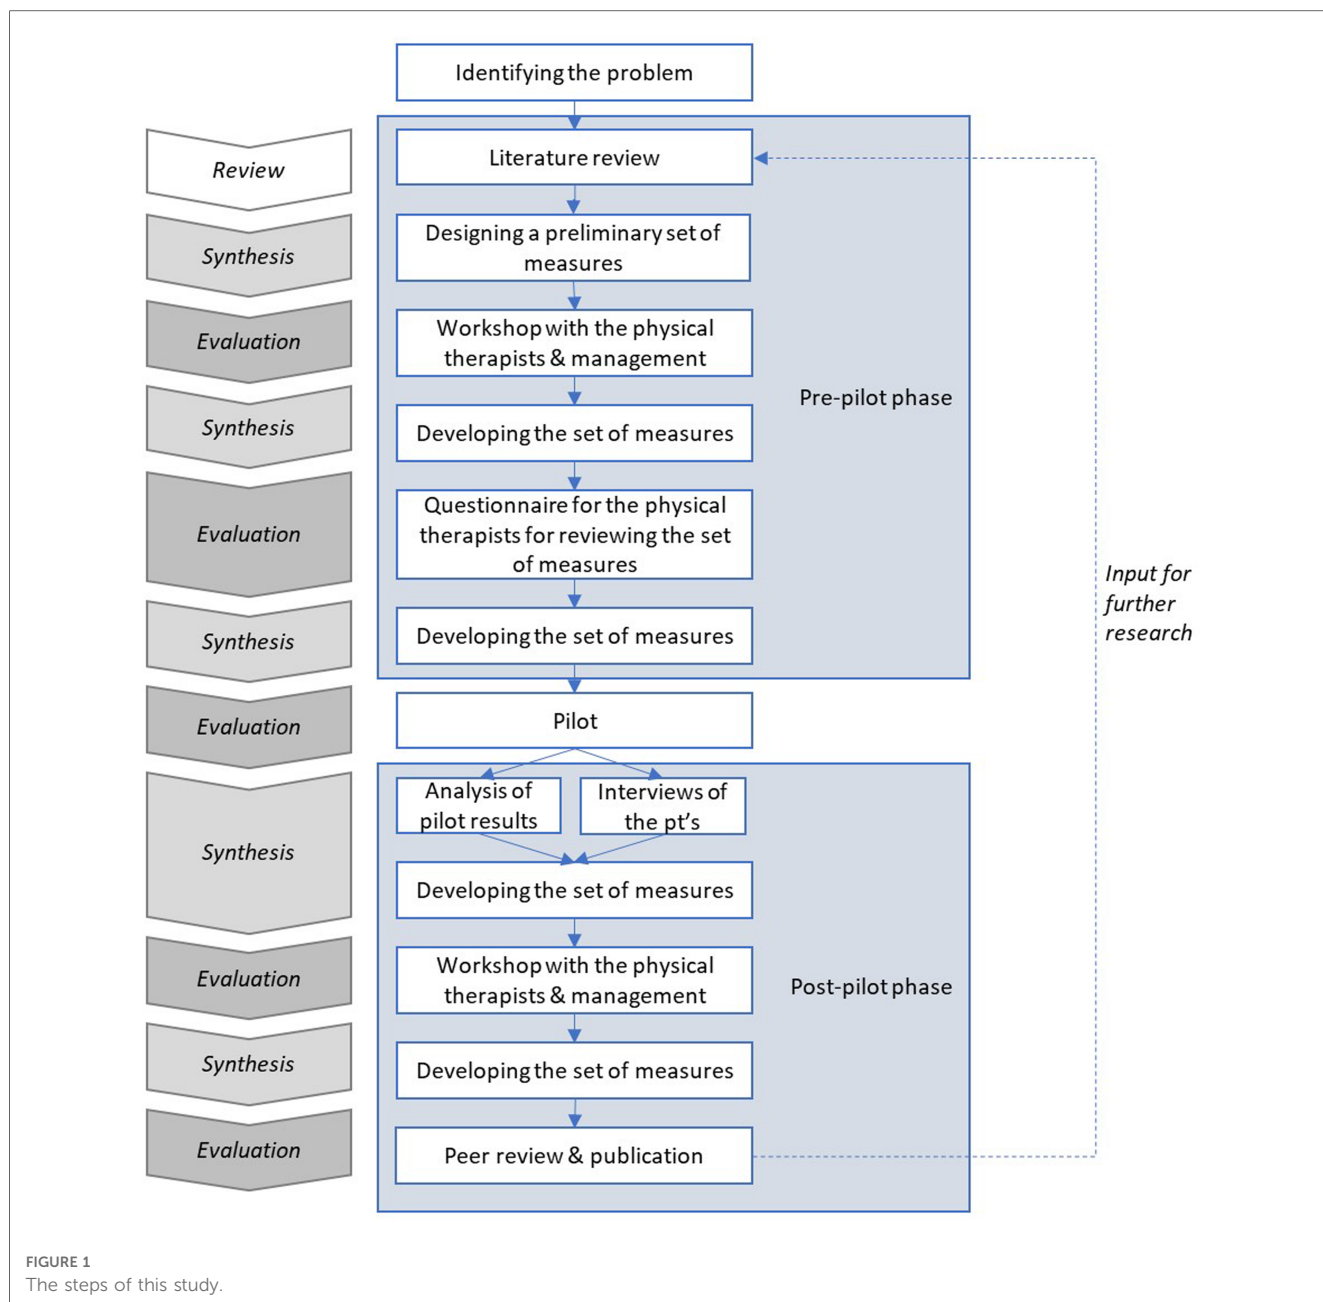 Identifying the problem
Review
Literature review
Synthesis
Designing a preliminary set of
measures
Evaluation
Workshop with the physical
therapists & management
Pre-pilot phase
Synthesis
Developing the set of measures
Evaluation
Questionnaire for the physical
therapists for reviewing the set
of measures
Input for
further
research
Synthesis
Developing the set of measures
Evaluation
Pilot
Synthesis
Analysis of
pilot results
Interviews of
the pt's
Developing the set of measures
Evaluation
Workshop with the physical
therapists & management
Post-pilot phase
Synthesis
Developing the set of measures
Evaluation
Peer review & publication
FIGURE 1
The steps of this study.